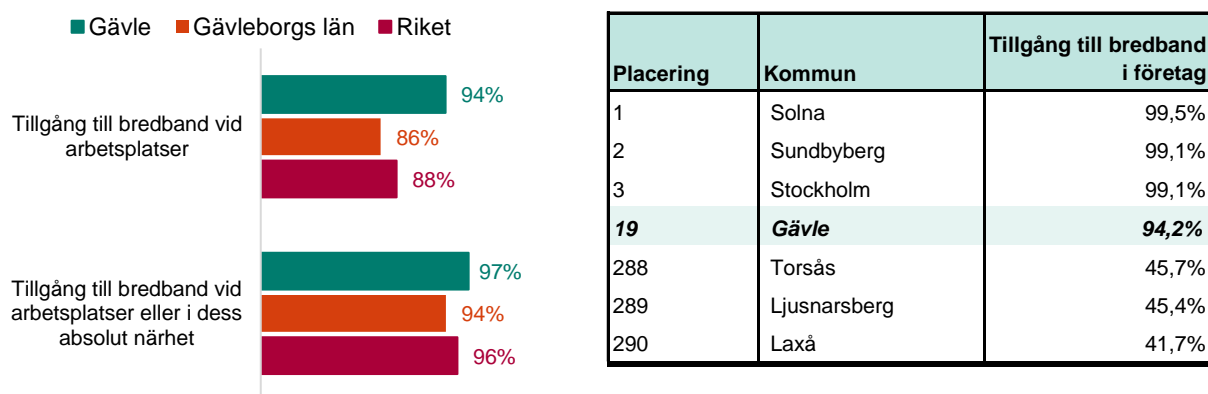 Gävle Gävleborgs län Riket
Tillgång till bredband vid
arbetsplatser
94%
86%
88%
Tillgång till bredband vid
arbetsplatser eller i dess
absolut närhet
97%
94%
96%
Tillgång till bredband
Placering Kommun i företag
1 Solna 99,5%
2 Sundbyberg 99,1%
3 Stockholm 99,1%
19 Gävle 94,2%
288 Torsås 45,7%
289 Ljusnarsberg 45,4%
290 Laxå 41,7%